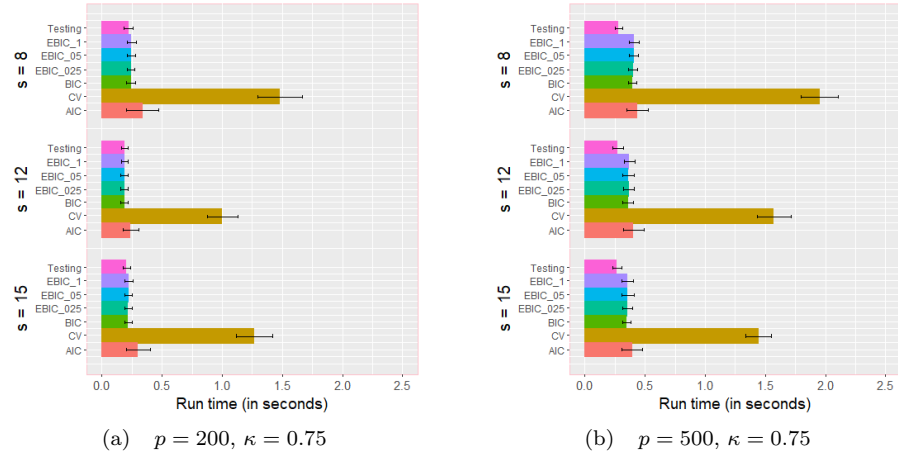 s = 8
Testing
EBIC_1
EBIC_05
EBIC_025
BIC
CV
AIC
s = 12
Testing
EBIC_1
EBIC_05
EBIC_025
BIC
CV
AIC
s = 15
Testing
EBIC_1
EBIC_05
EBIC_025
BIC
CV
AIC
0.0 0.5 1.0 1.5 2.0 2.5
Run time (in seconds)
(a) p = 200, κ = 0.75
s = 8
Testing
EBIC_1
EBIC_05
EBIC_025
BIC
CV
AIC
s = 12
Testing
EBIC_1
EBIC_05
EBIC_025
BIC
CV
AIC
s = 15
Testing
EBIC_1
EBIC_05
EBIC_025
BIC
CV
AIC
0.0 0.5 1.0 1.5 2.0 2.5
Run time (in seconds)
(b) p = 500, κ = 0.75